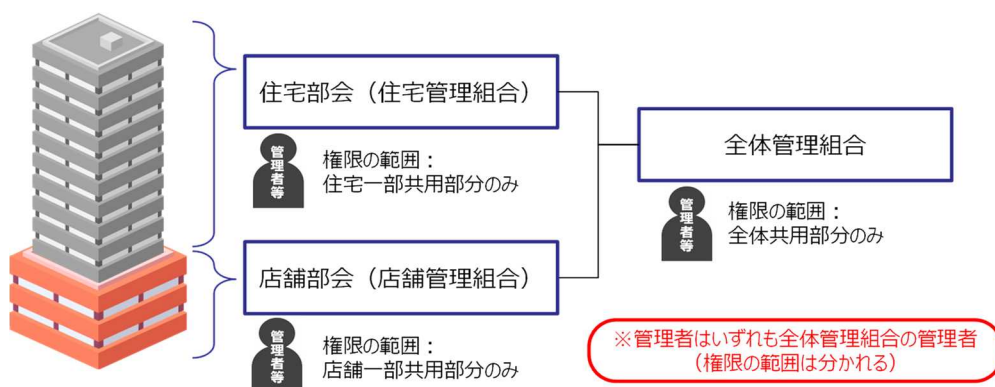 住宅部会（住宅管理組合）
管理者等
権限の範囲：
住宅一部共用部分のみ
全体管理組合
管理者等
権限の範囲：
全体共用部分のみ
店舗部会（店舗管理組合）
管理者等
権限の範囲：
店舗一部共用部分のみ
※管理者はいずれも全体管理組合の管理者
（権限の範囲は分かれる）